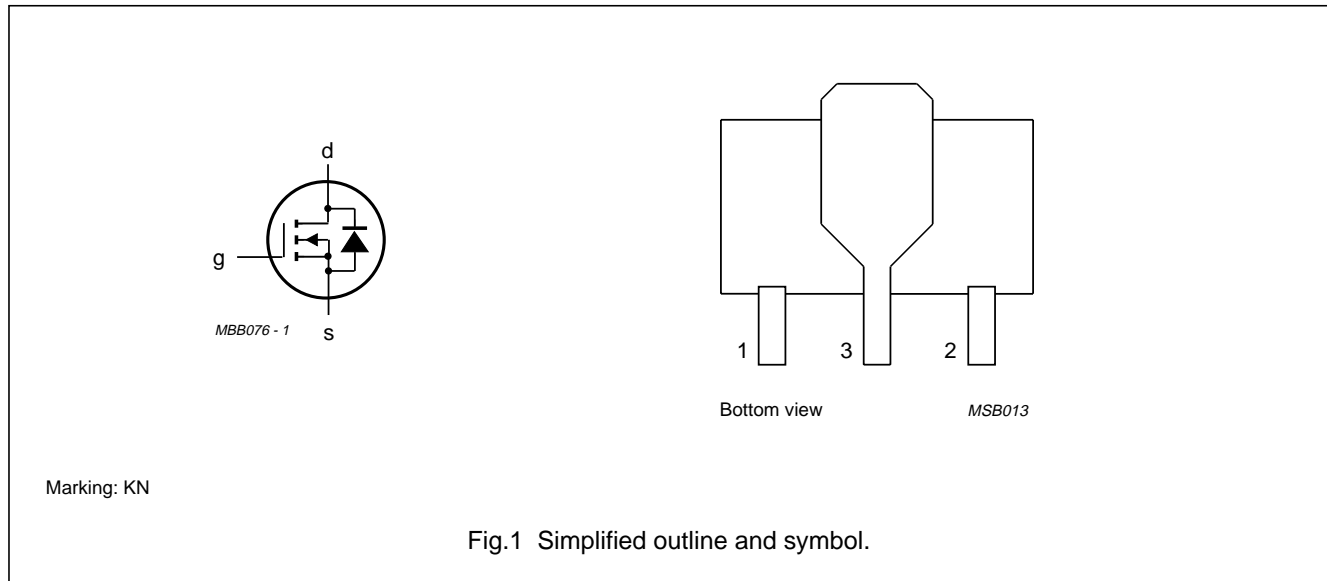 d
g
MBB076 - 1
s
1
3
2
Bottom view
MSB013
Marking: KN
Fig.1 Simplified outline and symbol.